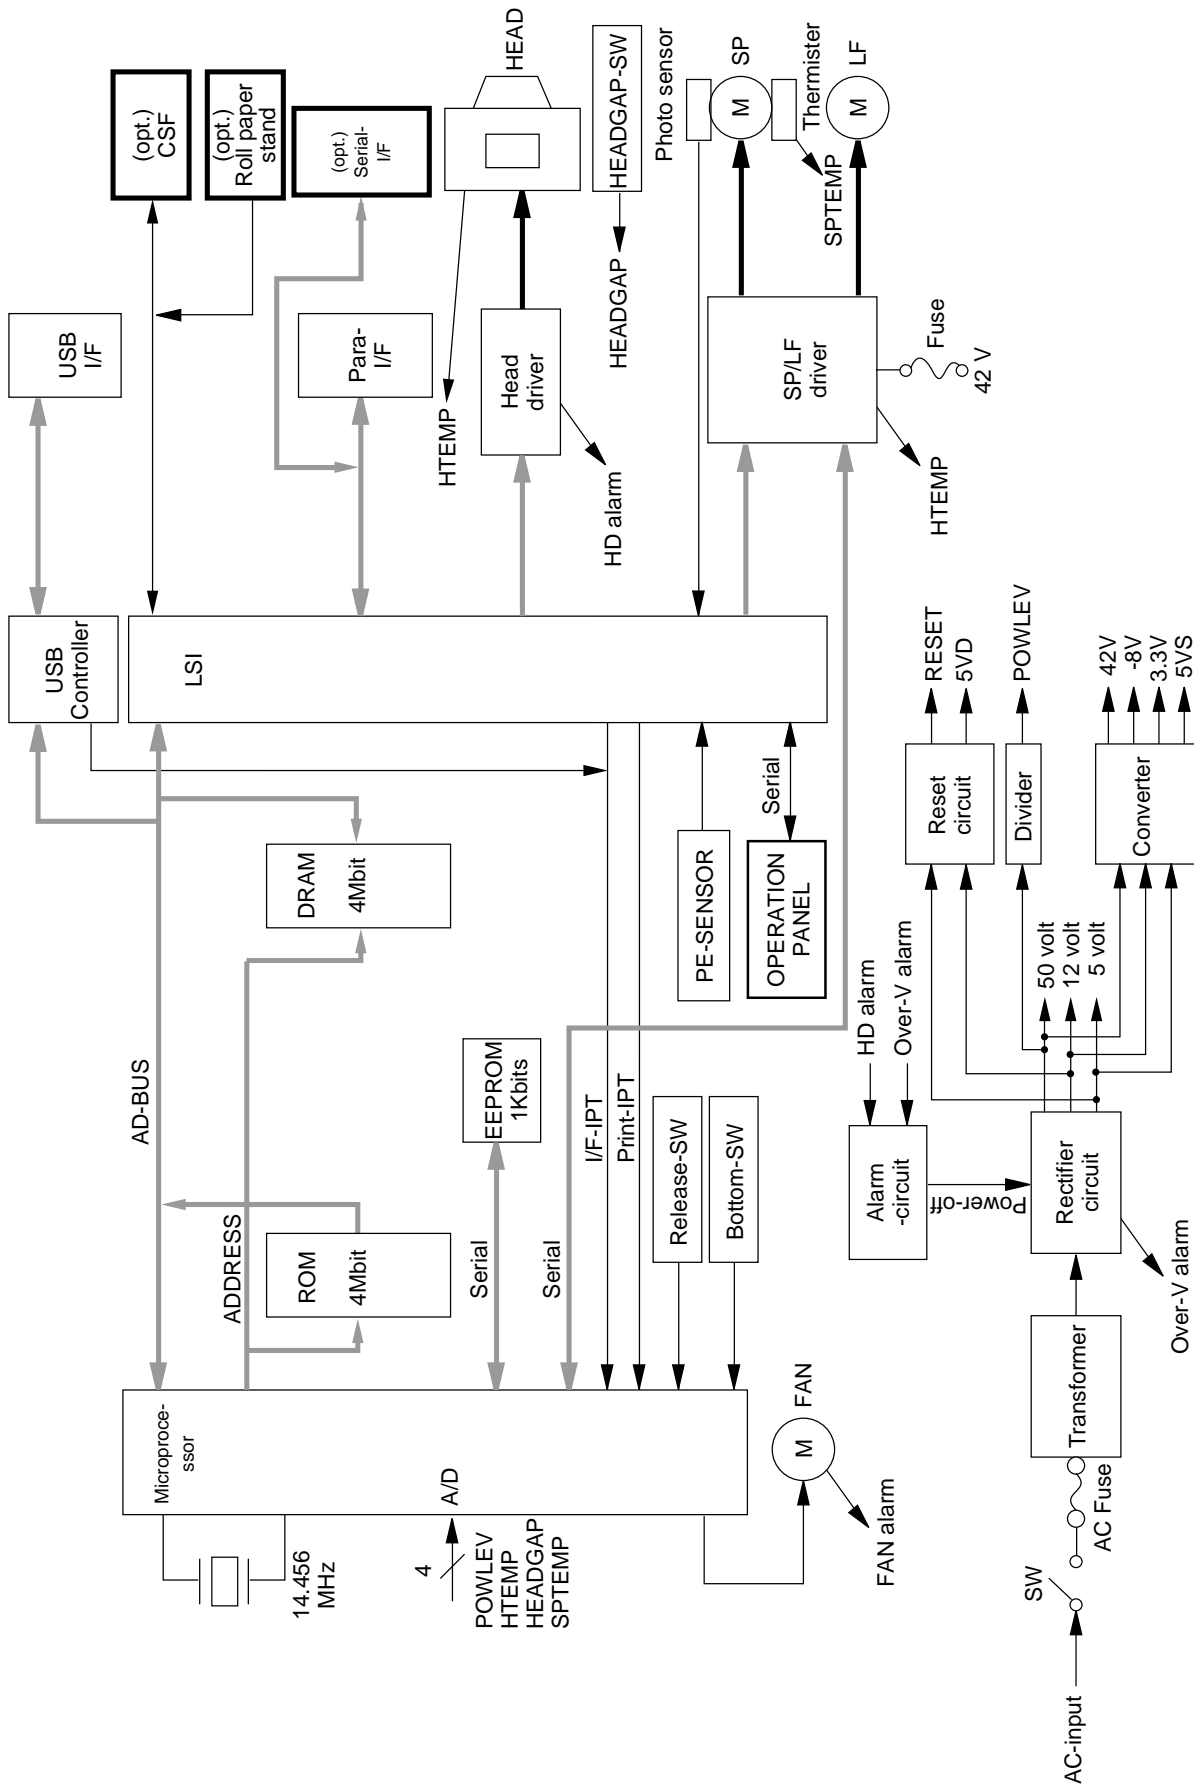 Microproce-
ssor
14.456
MHz
A/D
4
POWLEV
HTEMP
HEADGAP
SPTEMP
M
FAN
FAN alarm
AD-BUS
ADDRESS
ROM
4Mbit
DRAM
4Mbit
Serial
EEPROM
1Kbits
Serial
I/F-IPT
Print-IPT
Release-SW
Bottom-SW
PE-SENSOR
OPERATION
PANEL
Serial
USB
Controller
LSI
USB
I/F
(opt.)
CSF
(opt.)
Roll paper
stand
(opt.)
Serial-
I/F
Para-
I/F
HTEMP
HEAD
Head
driver
HD alarm
HEADGAP-SW
HEADGAP
Photo sensor
M
SP
Thermister
SPTEMP
M
LF
SP/LF
driver
Fuse
42 V
HTEMP
AC-input
SW
AC Fuse
Transformer
Rectifier
circuit
Over-V alarm
Alarm
-circuit
Power-off
HD alarm
Over-V alarm
50 volt
12 volt
5 volt
Reset
circuit
RESET
5VD
Divider
POWLEV
Converter
42V
-8V
3.3V
5VS